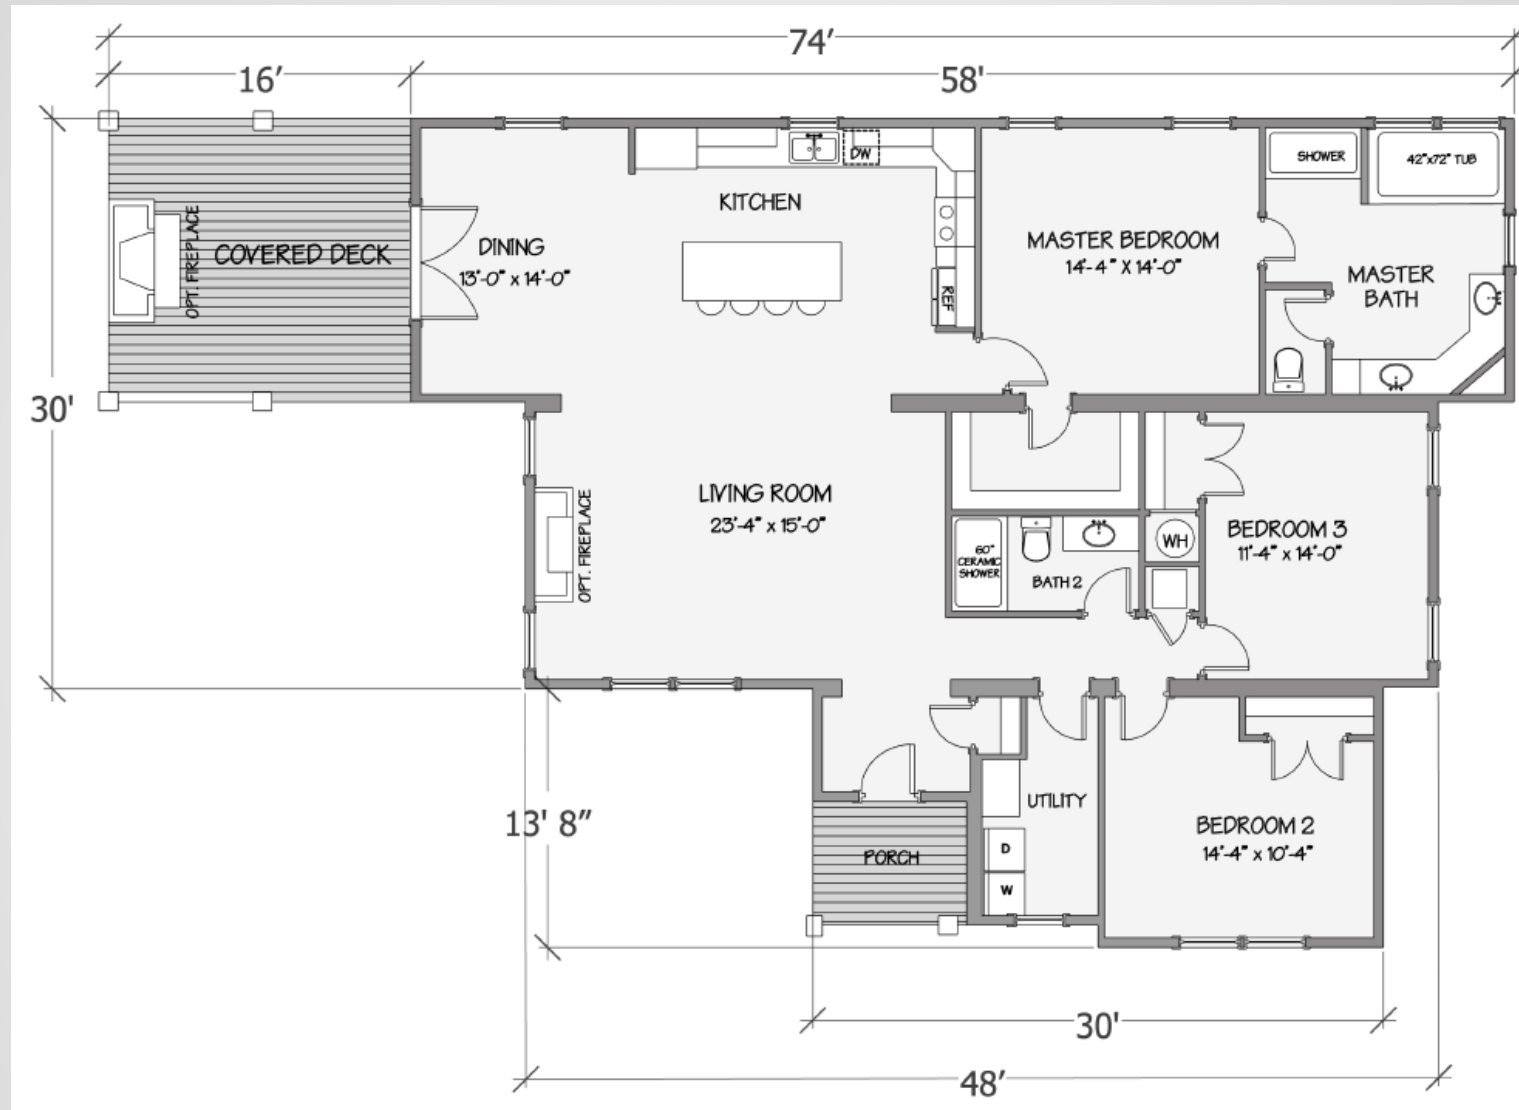 74'
16'
58'
SHOWER
42"x72" TUB
DW
KITCHEN
OPT. FIREPLACE
COVERED DECK
DINING
13'-0" x 14'-0"
MASTER BEDROOM
14'-4" X 14'-0"
MASTER
BATH
REF
30'
LIVING ROOM
23'-4" x 15'-0"
OPT. FIREPLACE
BEDROOM 3
11'-4" x 14'-0"
WH
60"
CERAMIC
SHOWER
BATH 2
13' 8"
UTILITY
BEDROOM 2
14'-4" x 10'-4"
PORCH
D
W
30'
48'